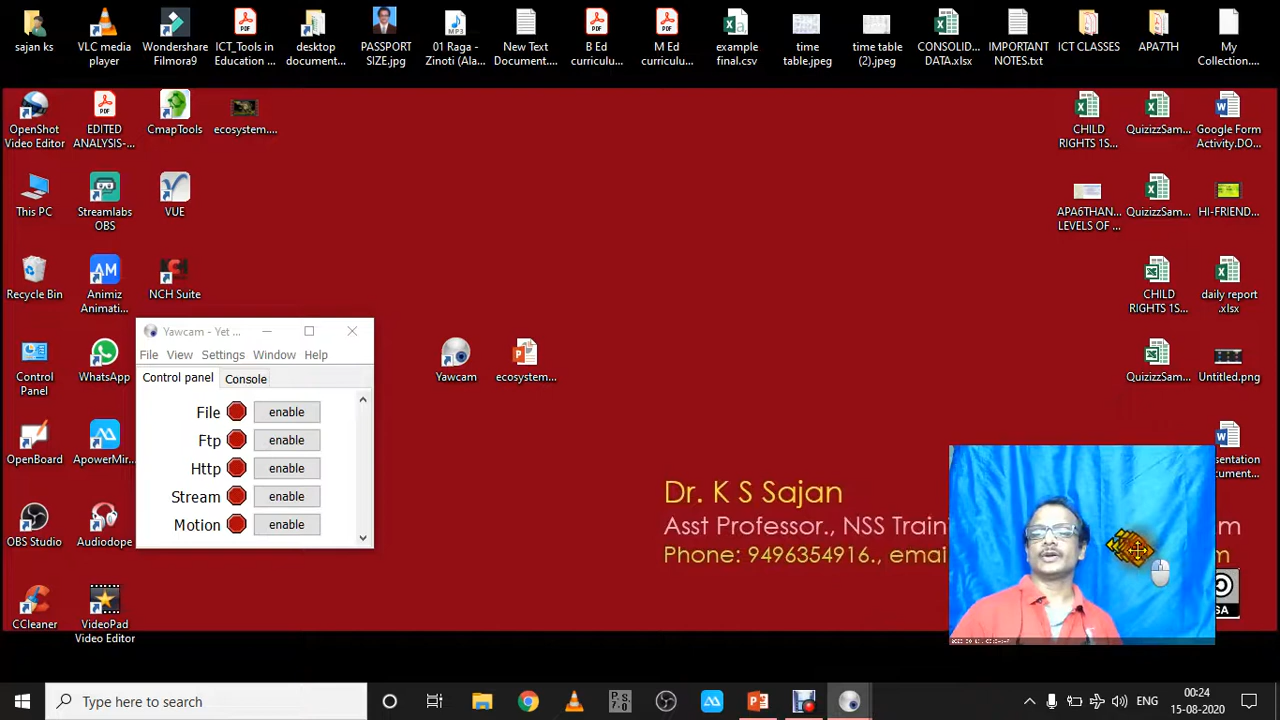 sajan ks
VLC media
player
Wondershare
Filmora9
ICT_Tools in
Education ...
desktop
document...
PASSPORT
SIZE.jpg
01 Raga -
Zinoti (Ala...
New Text
Document....
B Ed
curriculu...
M Ed
curriculu...
example
final.csv
time
table.jpeg
time table
(2).jpeg
CONSOLID...
DATA.xlsx
IMPORTANT
NOTES.txt
ICT CLASSES
APA7TH
My
Collection....
OpenShot
Video Editor
EDITED
ANALYSIS-...
CmapTools
ecosystem....
CHILD
RIGHTS 1S...
QuizizzSam...
Google Form
Activity.DO...
This PC
Streamlabs
OBS
VUE
APA6THAN...
LEVELS OF ...
QuizizzSam...
HI-FRIEND...
Recycle Bin
Animiz
Animati...
NCH Suite
CHILD
RIGHTS 1S...
daily report
.xlsx
Yawcam - Yet ...
File View Settings Window Help
Control panel Console
File enable
Ftp enable
Http enable
Stream enable
Motion enable
Control
Panel
WhatsApp
Yawcam
ecosystem...
QuizizzSam...
Untitled.png
OpenBoard
ApowerMir...
OBS Studio
Audiodope
CCleaner
VideoPad
Video Editor
Dr. K S Sajan
Asst Professor., NSS Train
Phone: 9496354916., emai
SA
Type here to search
ENG
00:24
15-08-2020